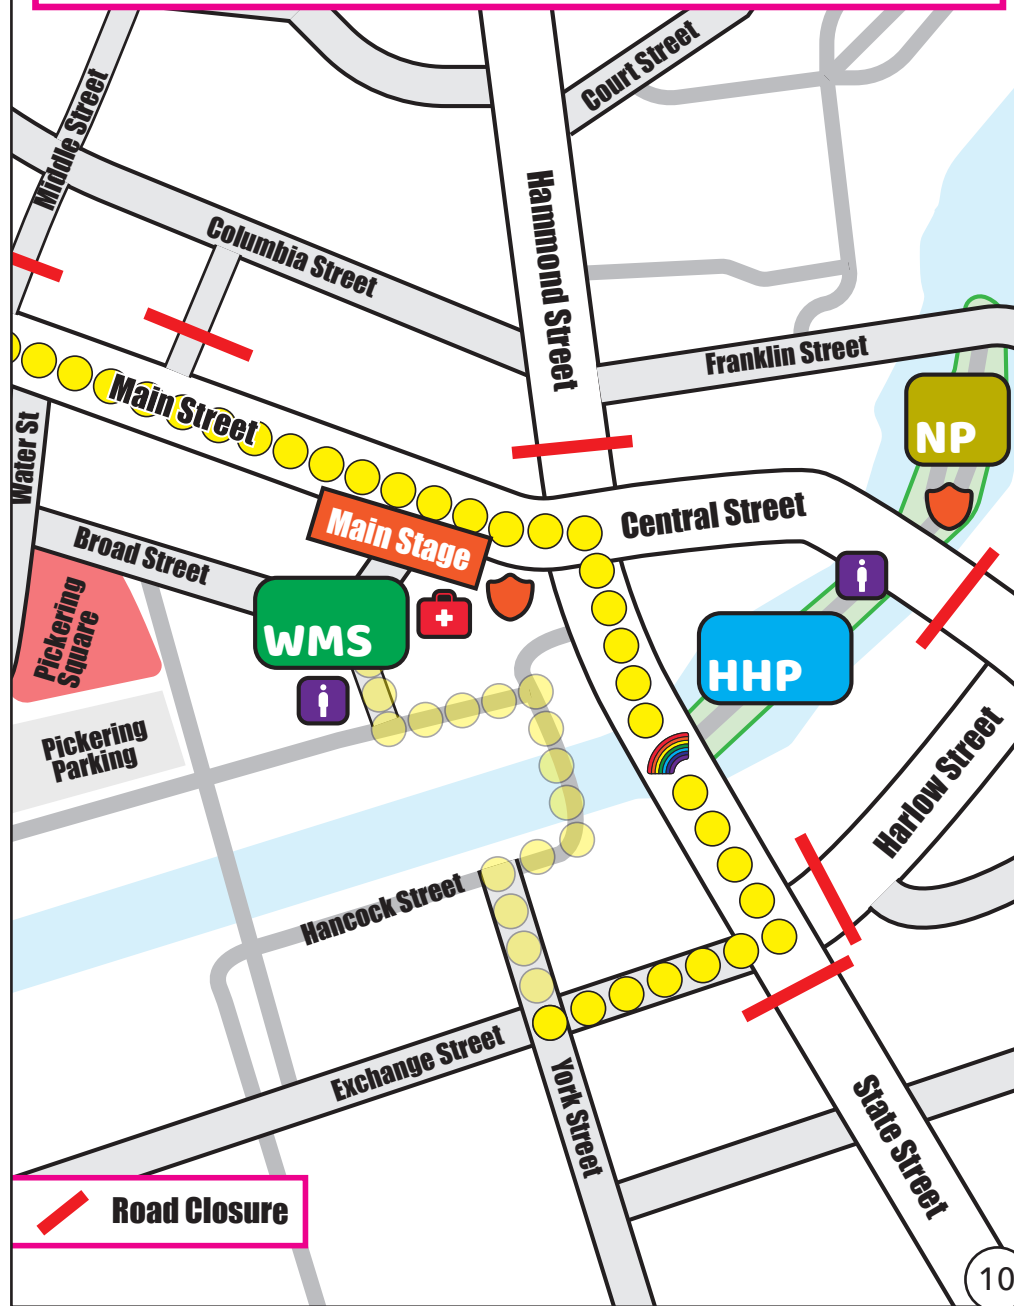 Court Street
Middle Street
Hammond Street
Columbia Street
Franklin Street
Main Street
NP
Water St
Central Street
Main Stage
Broad Street
Pickering
Square
WMS
HHP
Pickering
Parking
Harlow Street
Hancock Street
Exchange Street
York Street
State Street
Road Closure
10